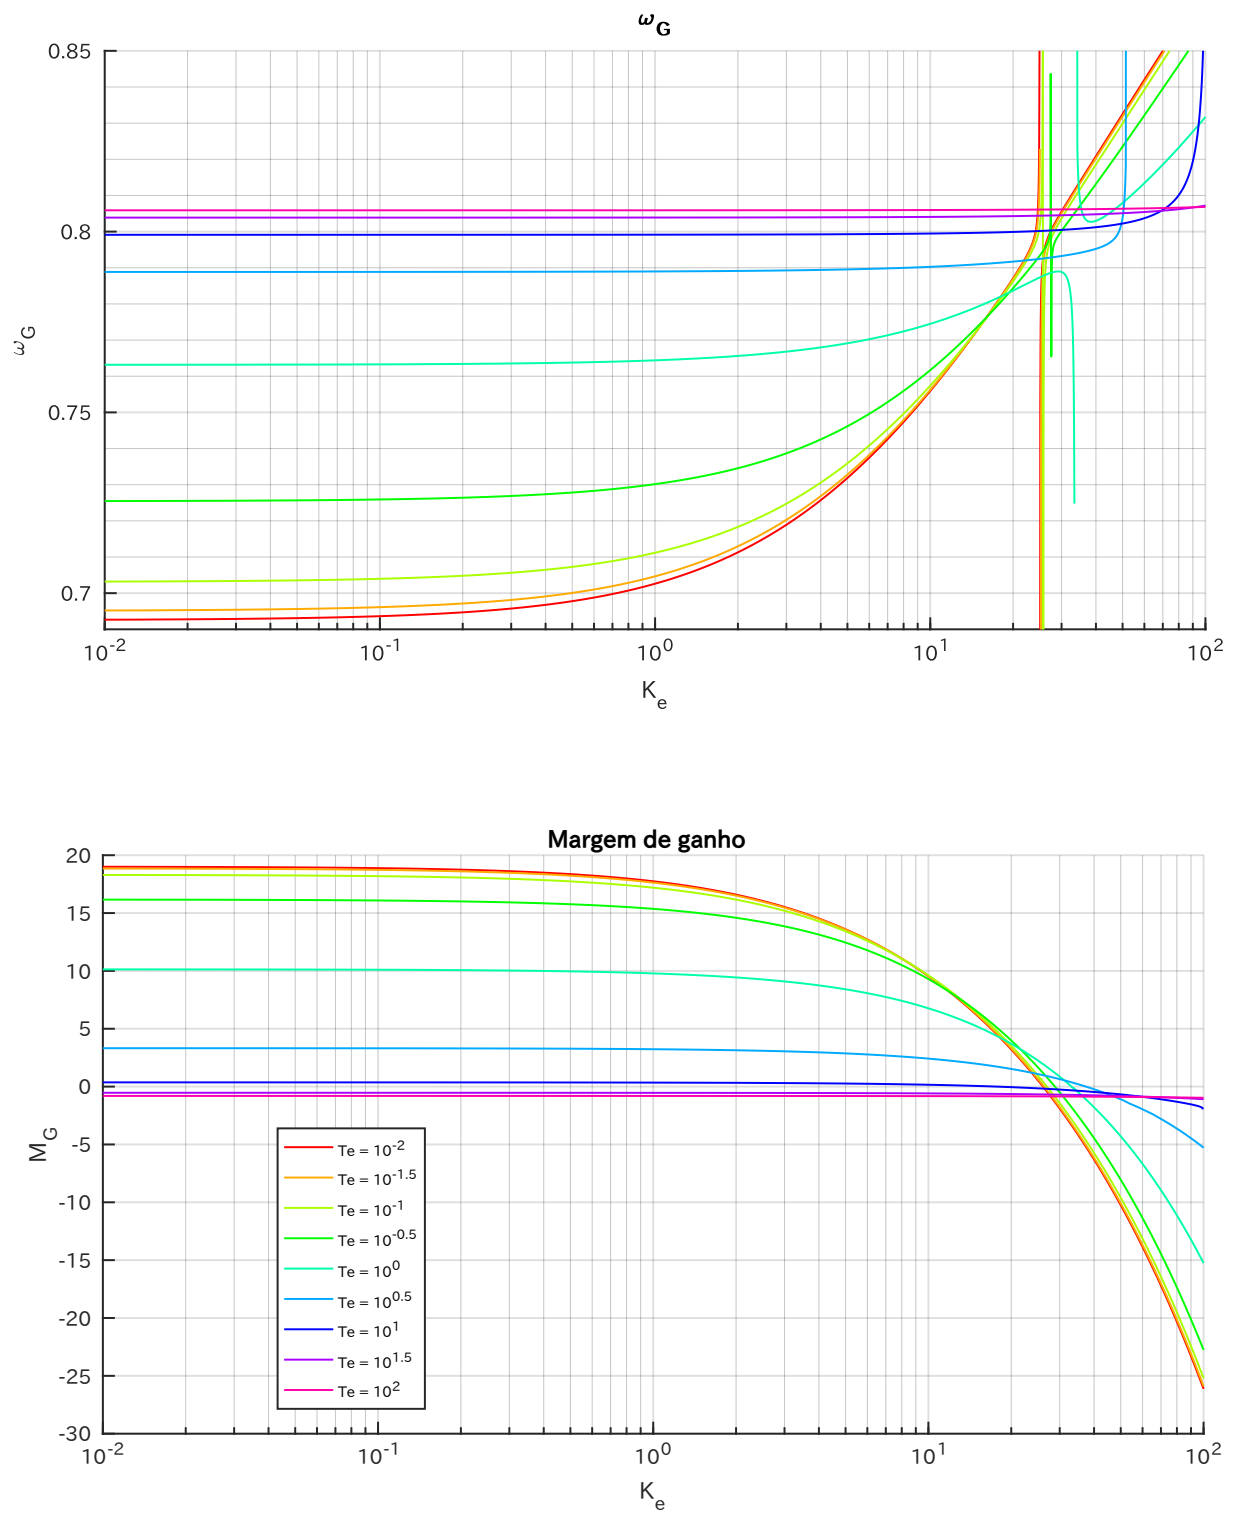 ω_G
0.85
0.8
0.75
0.7
ω_G
10^-2 10^-1 10^0 10^1 10^2
K_e
Margem de ganho
20
15
10
5
0
-5
-10
-15
-20
-25
-30
M_G
Te = 10^-2
Te = 10^-1.5
Te = 10^-1
Te = 10^-0.5
Te = 10^0
Te = 10^0.5
Te = 10^1
Te = 10^1.5
Te = 10^2
10^-2 10^-1 10^0 10^1 10^2
K_e